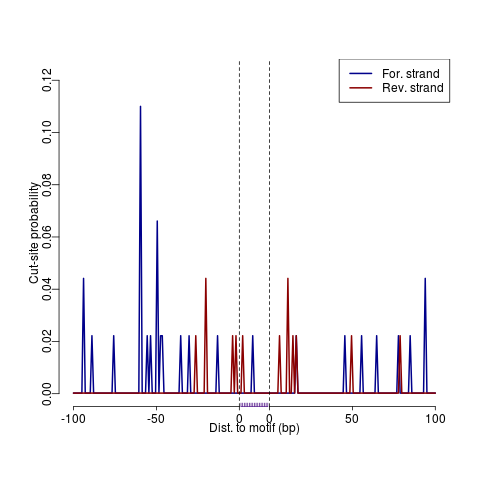 For. strand
Rev. strand
Cut-site probability
0.12
0.10
0.08
0.06
0.04
0.02
0.00
-100 -50 0 0 50 100
Dist. to motif (bp)